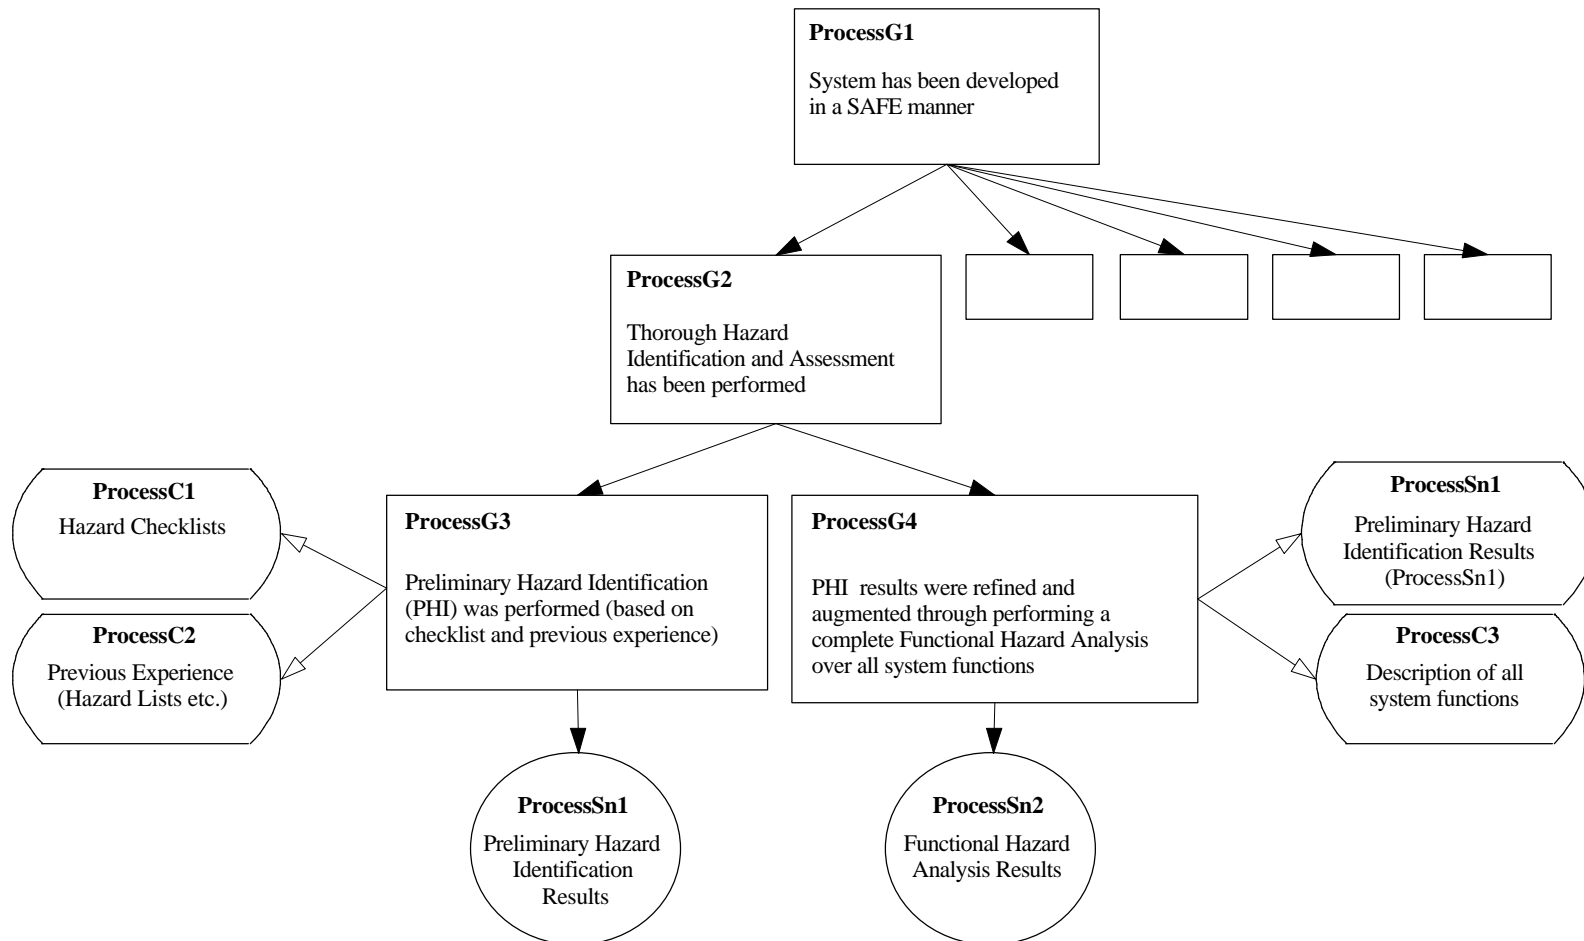 ProcessG1
System has been developed
in a SAFE manner
ProcessG2
Thorough Hazard
Identification and Assessment
has been performed
ProcessC1
Hazard Checklists
ProcessC2
Previous Experience
(Hazard Lists etc.)
ProcessG3
Preliminary Hazard Identification
(PHI) was performed (based on
checklist and previous experience)
ProcessG4
PHI results were refined and
augmented through performing a
complete Functional Hazard Analysis
over all system functions
ProcessSn1
Preliminary Hazard
Identification Results
(ProcessSn1)
ProcessC3
Description of all
system functions
ProcessSn1
Preliminary Hazard
Identification
Results
ProcessSn2
Functional Hazard
Analysis Results